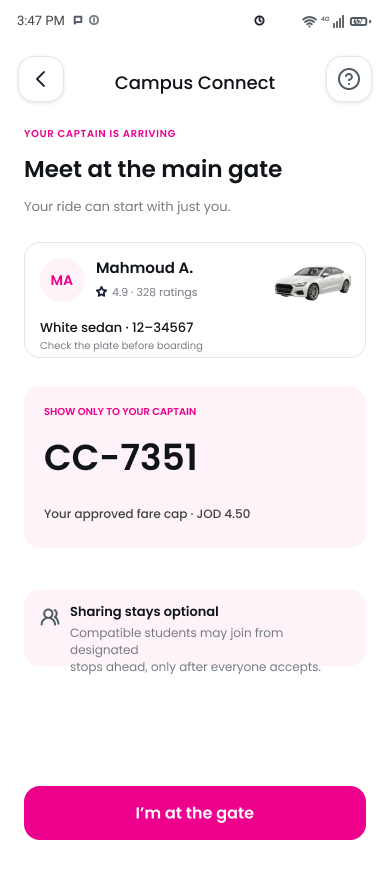 3:47 PM
4G
Campus Connect
YOUR CAPTAIN IS ARRIVING
Meet at the main gate
Your ride can start with just you.
MA
Mahmoud A.
4.9 · 328 ratings
White sedan · 12–34567
Check the plate before boarding
SHOW ONLY TO YOUR CAPTAIN
CC-7351
Your approved fare cap · JOD 4.50
Sharing stays optional
Compatible students may join from
designated
stops ahead, only after everyone accepts.
I’m at the gate